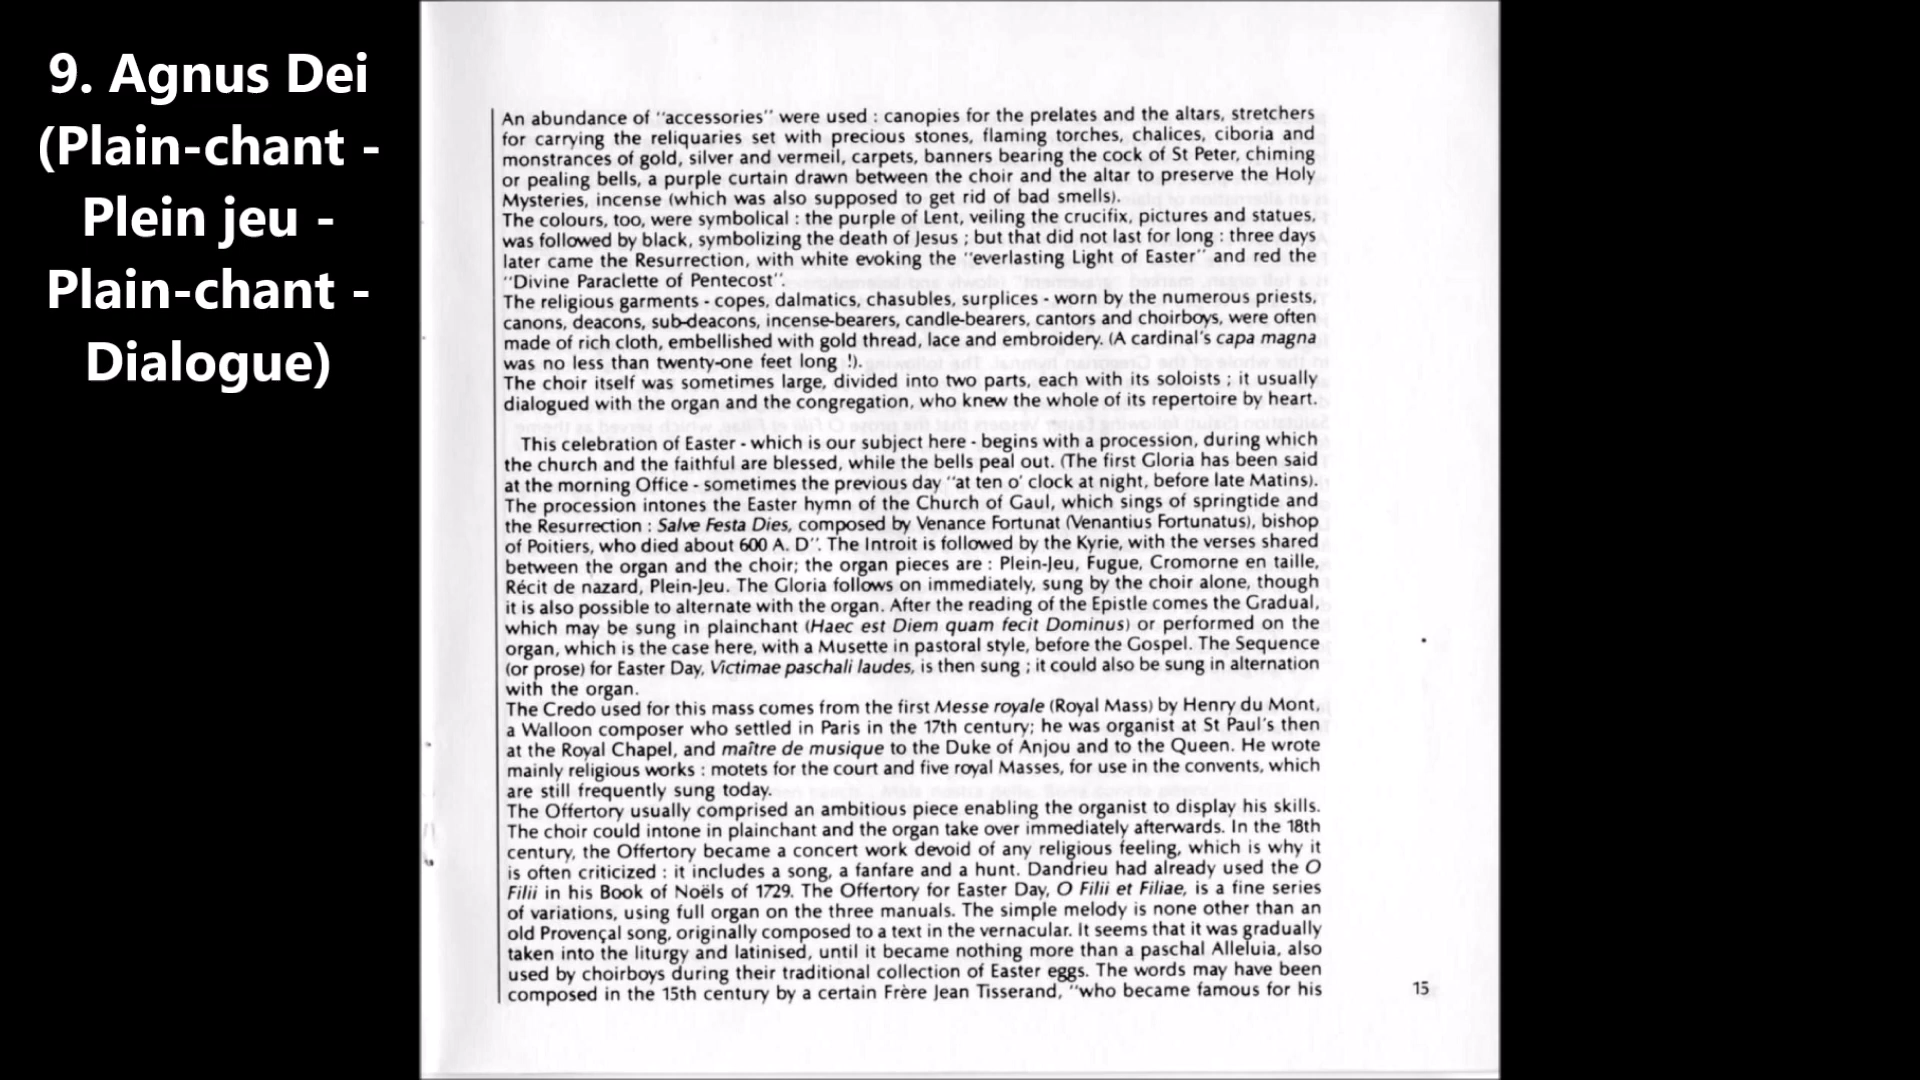 9. Agnus Dei
(Plain-chant -
Plein jeu -
Plain-chant -
Dialogue)
An abundance of "accessories" were used : canopies for the prelates and the altars, stretchers
for carrying the reliquaries set with precious stones, flaming torches, chalices, ciboria and
monstrances of gold, silver and vermeil, carpets, banners bearing the cock of St Peter, chiming
or pealing bells, a purple curtain drawn between the choir and the altar to preserve the Holy
Mysteries, incense (which was also supposed to get rid of bad smells).
The colours, too, were symbolical : the purple of Lent, veiling the crucifix, pictures and statues,
was followed by black, symbolizing the death of Jesus ; but that did not last for long : three days
later came the Resurrection, with white evoking the "everlasting Light of Easter" and red the
"Divine Paraclette of Pentecost".
The religious garments - copes, dalmatics, chasubles, surplices - worn by the numerous priests,
canons, deacons, sub-deacons, incense-bearers, candle-bearers, cantors and choirboys, were often
made of rich cloth, embellished with gold thread, lace and embroidery. (A cardinal's capa magna
was no less than twenty-one feet long !).
The choir itself was sometimes large, divided into two parts, each with its soloists ; it usually
dialogued with the organ and the congregation, who knew the whole of its repertoire by heart.
This celebration of Easter - which is our subject here - begins with a procession, during which
the church and the faithful are blessed, while the bells peal out. (The first Gloria has been said
at the morning Office - sometimes the previous day "at ten o' clock at night, before late Matins).
The procession intones the Easter hymn of the Church of Gaul, which sings of springtide and
the Resurrection : Salve Festa Dies, composed by Venance Fortunat (Venantius Fortunatus), bishop
of Poitiers, who died about 600 A. D". The Introit is followed by the Kyrie, with the verses shared
between the organ and the choir; the organ pieces are : Plein-Jeu, Fugue, Cromorne en taille,
Récit de nazard, Plein-Jeu. The Gloria follows on immediately, sung by the choir alone, though
it is also possible to alternate with the organ. After the reading of the Epistle comes the Gradual,
which may be sung in plainchant (Haec est Diem quam fecit Dominus) or performed on the
organ, which is the case here, with a Musette in pastoral style, before the Gospel. The Sequence
(or prose) for Easter Day, Victimae paschali laudes, is then sung ; it could also be sung in alternation
with the organ.
The Credo used for this mass comes from the first Messe royale (Royal Mass) by Henry du Mont,
a Walloon composer who settled in Paris in the 17th century; he was organist at St Paul's then
at the Royal Chapel, and maître de musique to the Duke of Anjou and to the Queen. He wrote
mainly religious works : motets for the court and five royal Masses, for use in the convents, which
are still frequently sung today.
The Offertory usually comprised an ambitious piece enabling the organist to display his skills.
The choir could intone in plainchant and the organ take over immediately afterwards. In the 18th
century, the Offertory became a concert work devoid of any religious feeling, which is why it
is often criticized : it includes a song, a fanfare and a hunt. Dandrieu had already used the O
Filii in his Book of Noëls of 1729. The Offertory for Easter Day, O Filii et Filiae, is a fine series
of variations, using full organ on the three manuals. The simple melody is none other than an
old Provençal song, originally composed to a text in the vernacular. It seems that it was gradually
taken into the liturgy and latinised, until it became nothing more than a paschal Alleluia, also
used by choirboys during their traditional collection of Easter eggs. The words may have been
composed in the 15th century by a certain Frère Jean Tisserand, "who became famous for his
15